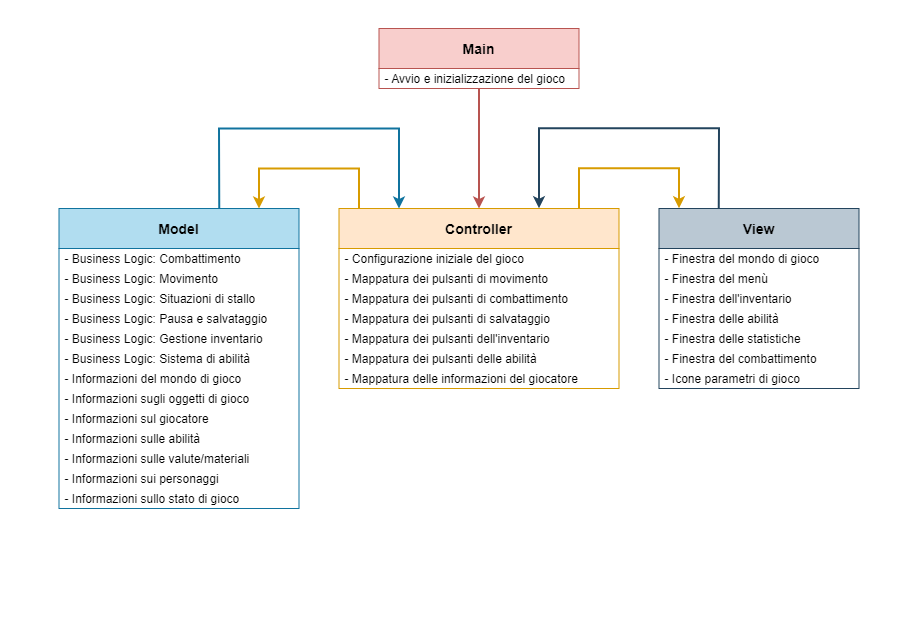 Main
- Avvio e inizializzazione del gioco
Model
- Business Logic: Combattimento
- Business Logic: Movimento
- Business Logic: Situazioni di stallo
- Business Logic: Pausa e salvataggio
- Business Logic: Gestione inventario
- Business Logic: Sistema di abilità
- Informazioni del mondo di gioco
- Informazioni sugli oggetti di gioco
- Informazioni sul giocatore
- Informazioni sulle abilità
- Informazioni sulle valute/materiali
- Informazioni sui personaggi
- Informazioni sullo stato di gioco
Controller
- Configurazione iniziale del gioco
- Mappatura dei pulsanti di movimento
- Mappatura dei pulsanti di combattimento
- Mappatura dei pulsanti di salvataggio
- Mappatura dei pulsanti dell'inventario
- Mappatura dei pulsanti delle abilità
- Mappatura delle informazioni del giocatore
View
- Finestra del mondo di gioco
- Finestra del menù
- Finestra dell'inventario
- Finestra delle abilità
- Finestra delle statistiche
- Finestra del combattimento
- Icone parametri di gioco